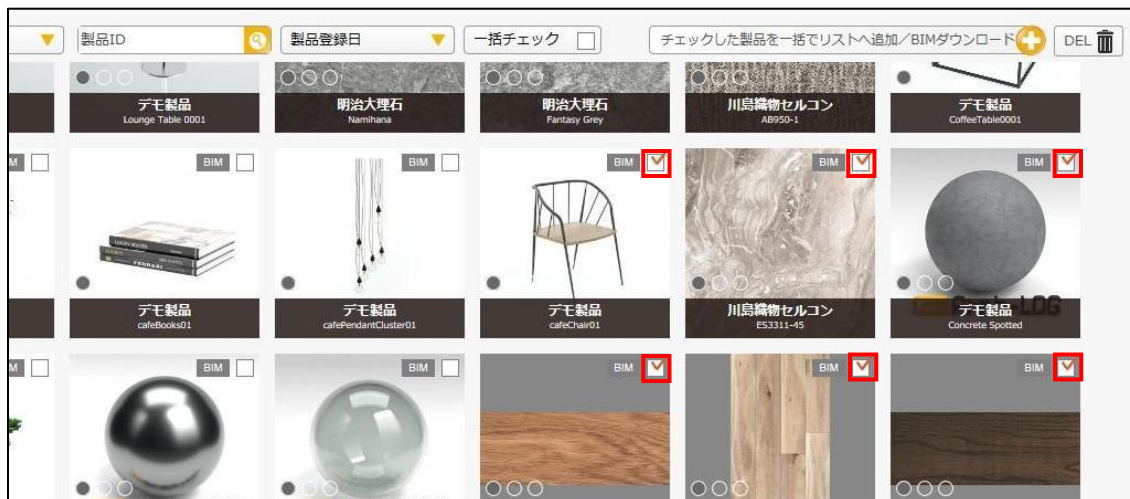 製品ID
製品登録日
一括チェック
チェックした製品を一括でリストへ追加／BIMダウンロード
DEL
デモ製品
Lounge Table 0001
明治大理石
Namihana
明治大理石
Fantasy Grey
川島織物セルコン
AB950-1
デモ製品
CoffeeTable0001
M
BIM
BIM
BIM
BIM
BIM
LUXURY HOUSES
FERRARI
LOG
デモ製品
cafeBooks01
デモ製品
cafePendantCluster01
デモ製品
cafeChair01
川島織物セルコン
ES3311-45
デモ製品
Concrete Spotted
M
BIM
BIM
BIM
BIM
BIM